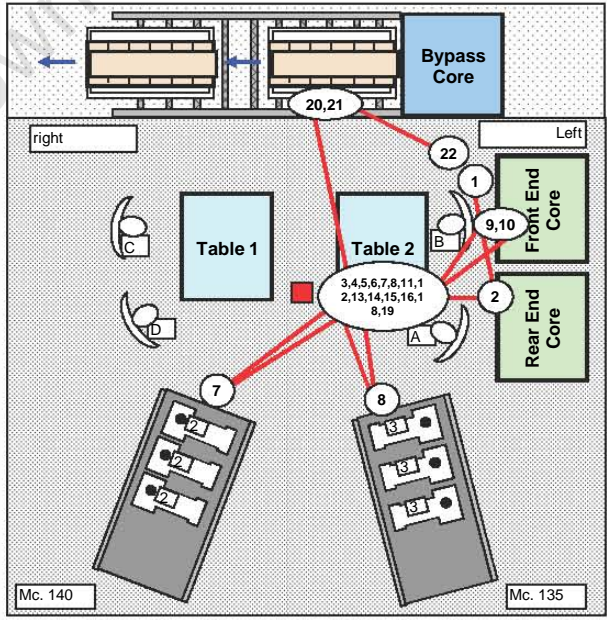 Bypass
Core
20,21
right
Left
22
1
Front End
Core
9,10
B
C
Table 1
Table 2
3,4,5,6,7,8,11,1
2,13,14,15,16,1
8,19
2
Rear End
Core
D
A
7
8
2
2
2
3
3
3
Mc. 140
Mc. 135